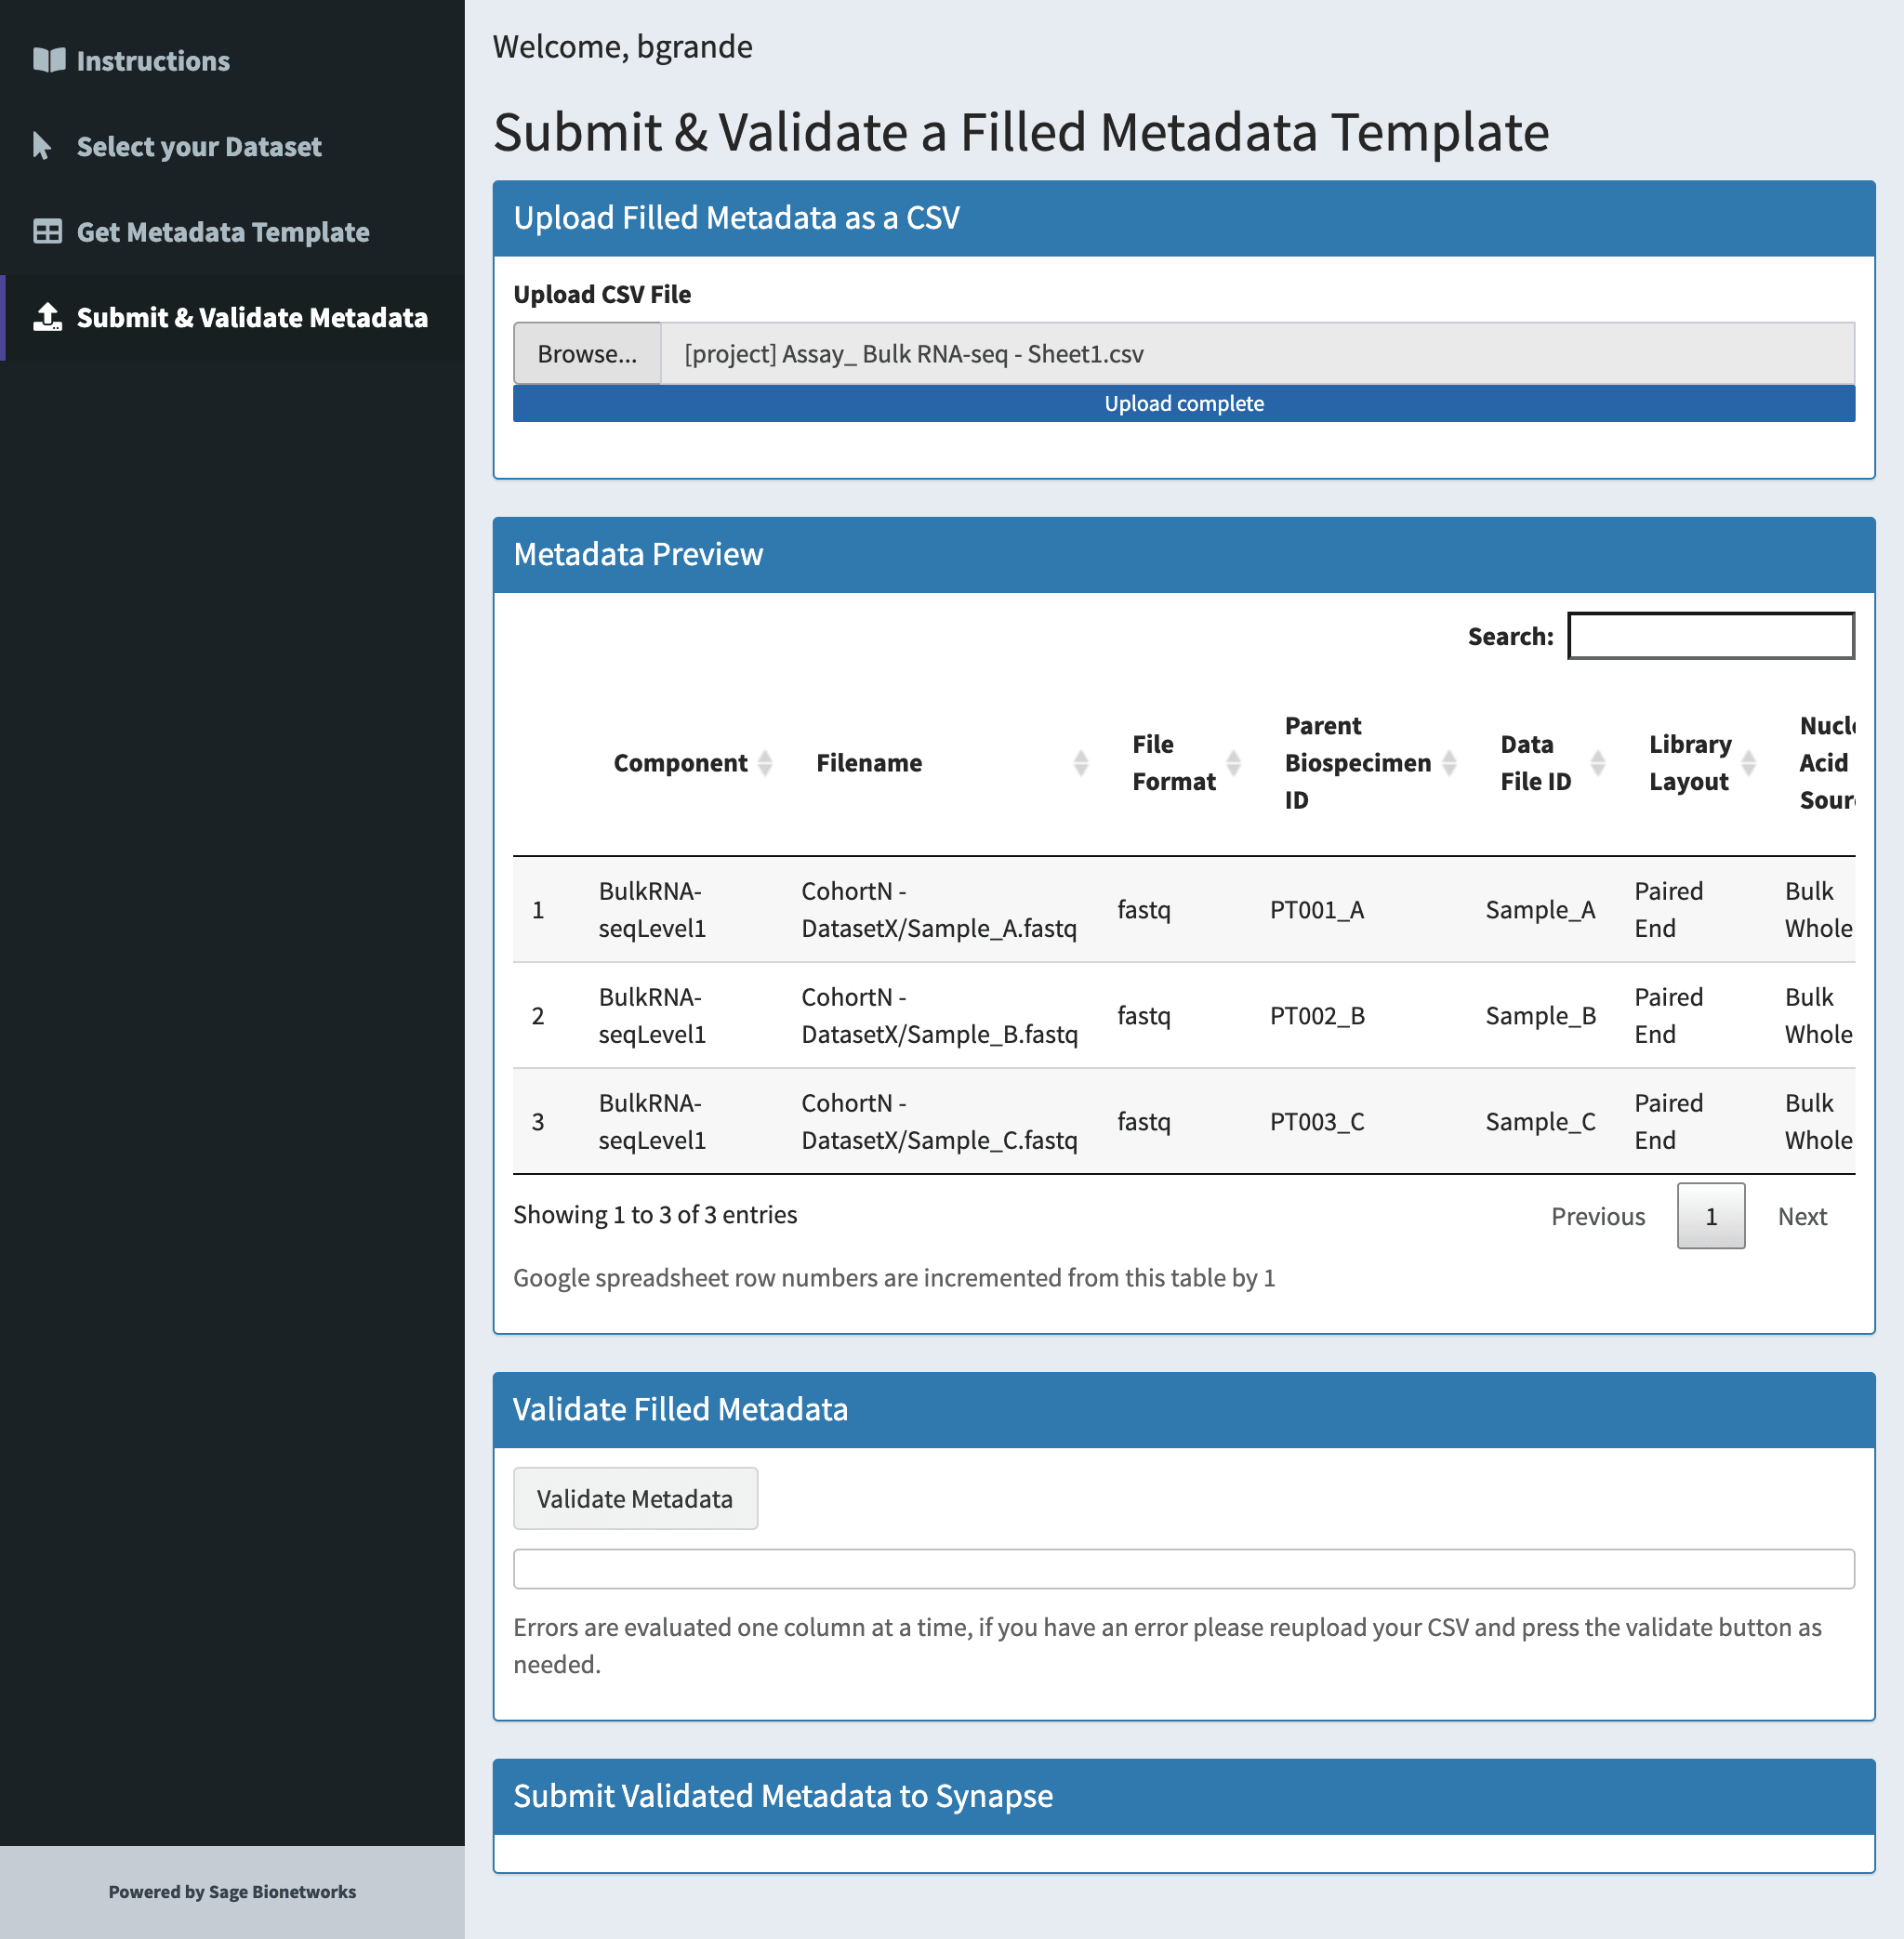 Instructions
Select your Dataset
Get Metadata Template
Submit & Validate Metadata
Powered by Sage Bionetworks
Welcome, bgrande
Submit & Validate a Filled Metadata Template
Upload Filled Metadata as a CSV
Upload CSV File
Browse... [project] Assay_ Bulk RNA-seq - Sheet1.csv
Upload complete
Metadata Preview
Search:
Component Filename File Format Parent Biospecimen ID Data File ID Library Layout Acid
1 BulkRNA-seqLevel1 CohortN - DatasetX/Sample_A.fastq fastq PT001_A Sample_A Paired End Bulk Whole
2 BulkRNA-seqLevel1 CohortN - DatasetX/Sample_B.fastq fastq PT002_B Sample_B Paired End Bulk Whole
3 BulkRNA-seqLevel1 CohortN - DatasetX/Sample_C.fastq fastq PT003_C Sample_C Paired End Bulk Whole
Showing 1 to 3 of 3 entries
Previous 1 Next
Google spreadsheet row numbers are incremented from this table by 1
Validate Filled Metadata
Validate Metadata
Errors are evaluated one column at a time, if you have an error please reupload your CSV and press the validate button as
needed.
Submit Validated Metadata to Synapse